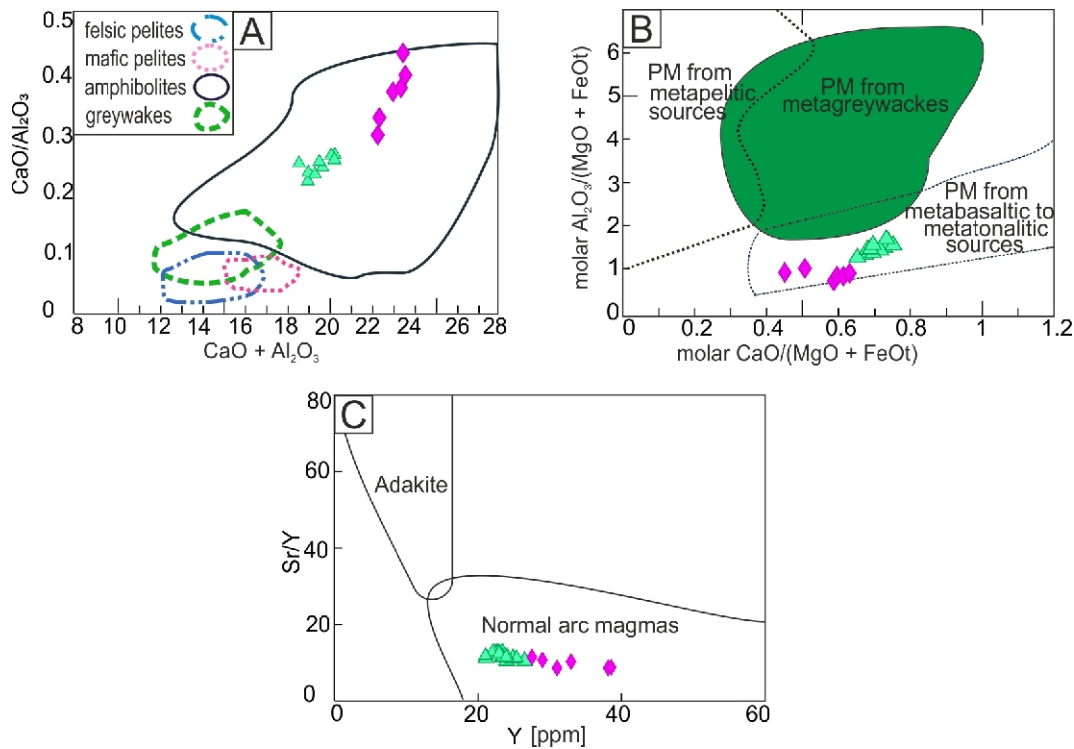 A
felsic pelites
mafic pelites
amphibolites
greywakes
CaO/Al₂O₃
0.5
0.4
0.3
0.2
0.1
0
8 10 12 14 16 18 20 22 24 26 28
CaO + Al₂O₃
B
PM from
metapelitic
sources
PM from
metagreywackes
PM from
metabasaltic to
metatonalitic
sources
molar Al₂O₃/(MgO + FeOt)
6
5
4
3
2
1
0
0 0.2 0.4 0.6 0.8 1 1.2
molar CaO/(MgO + FeOt)
C
Adakite
Normal arc magmas
Sr/Y
80
60
40
20
0
0 20 40 60
Y [ppm]